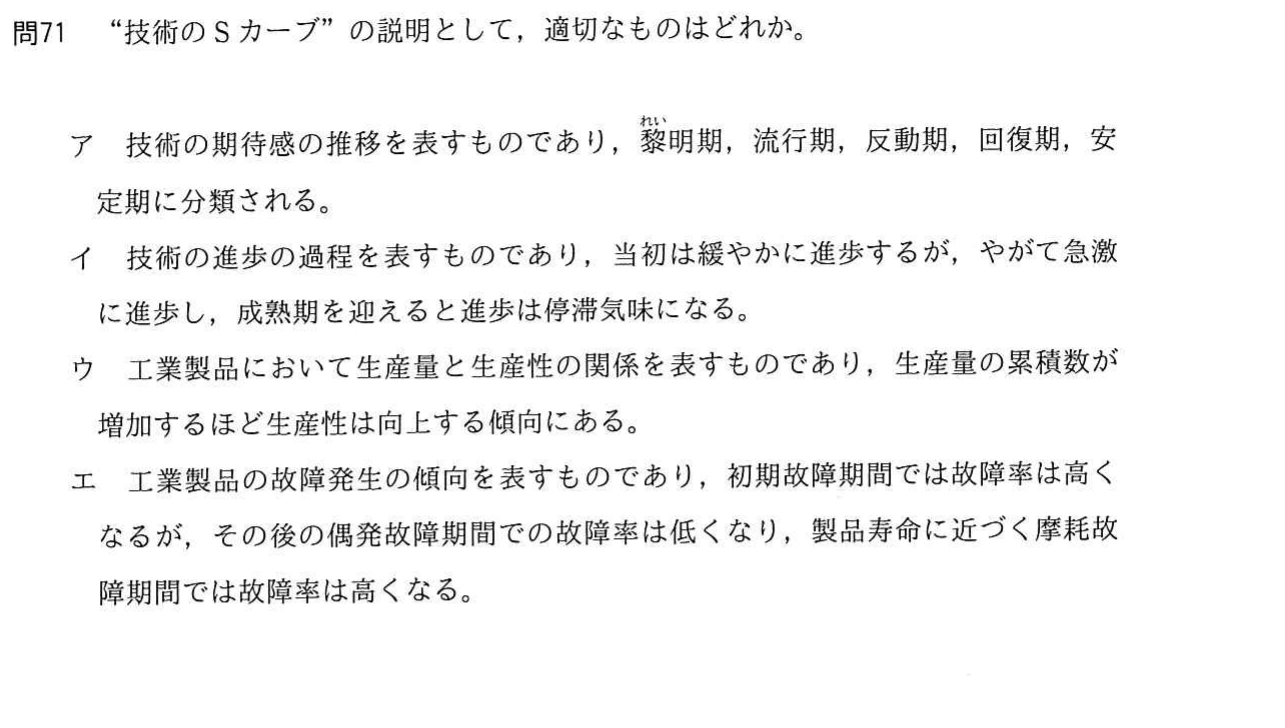 問71 “技術のSカーブ”の説明として，適切なものはどれか。
れい
ア 技術の期待感の推移を表すものであり，黎明期，流行期，反動期，回復期，安
定期に分類される。
イ 技術の進歩の過程を表すものであり，当初は緩やかに進歩するが，やがて急激
に進歩し，成熟期を迎えると進歩は停滞気味になる。
ウ 工業製品において生産量と生産性の関係を表すものであり，生産量の累積数が
増加するほど生産性は向上する傾向にある。
エ 工業製品の故障発生の傾向を表すものであり，初期故障期間では故障率は高く
なるが，その後の偶発故障期間での故障率は低くなり，製品寿命に近づく摩耗故
障期間では故障率は高くなる。